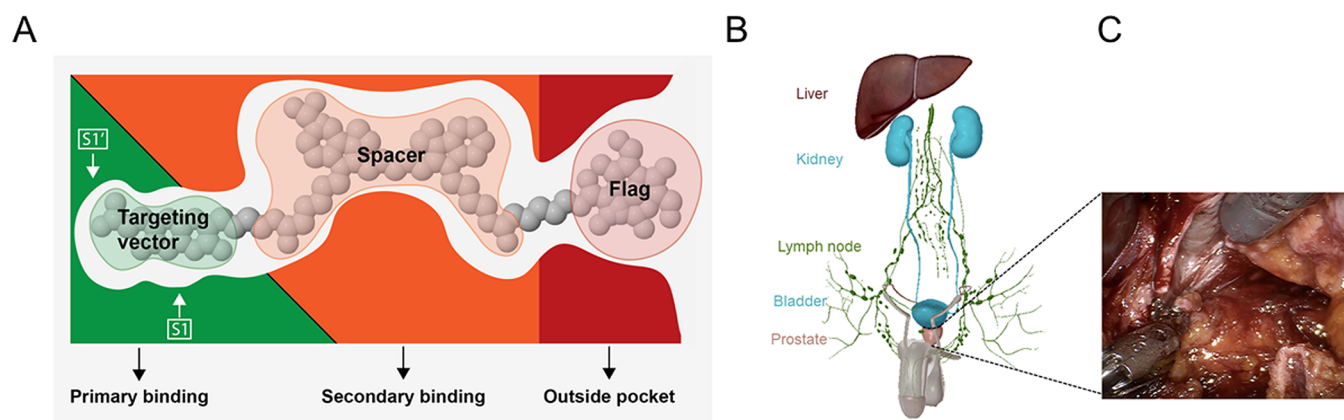 A
S1'
Targeting
vector
S1
Spacer
Flag
Primary binding
Secondary binding
Outside pocket
B
Liver
Kidney
Lymph node
Bladder
Prostate
C